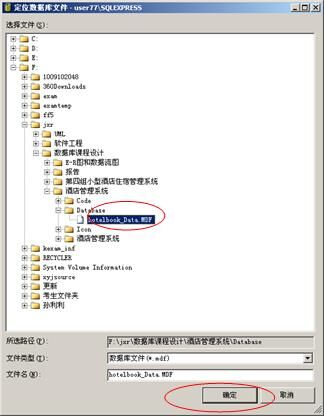 定位数据库文件 - user77\SQLEXPRESS
选择文件(S):
C:
D:
E:
F:
1009102048
360Downloads
exam
examtemp
ff5
jxr
UML
软件工程
数据库课程设计
E-R图和数据流图
报告
第四组小型酒店住宿管理系统
酒店管理系统
Code
Database
hotelbook_Data.MDF
Icon
酒店管理系统
kexam_inf
RECYCLER
System Volume Information
xyjsource
更新
考生文件夹
孙利利
所选路径(P):
F:\jxr\数据库课程设计\酒店管理系统\Database
文件类型(T):
数据库文件(*.mdf)
文件名(N):
hotelbook_Data.MDF
确定
取消